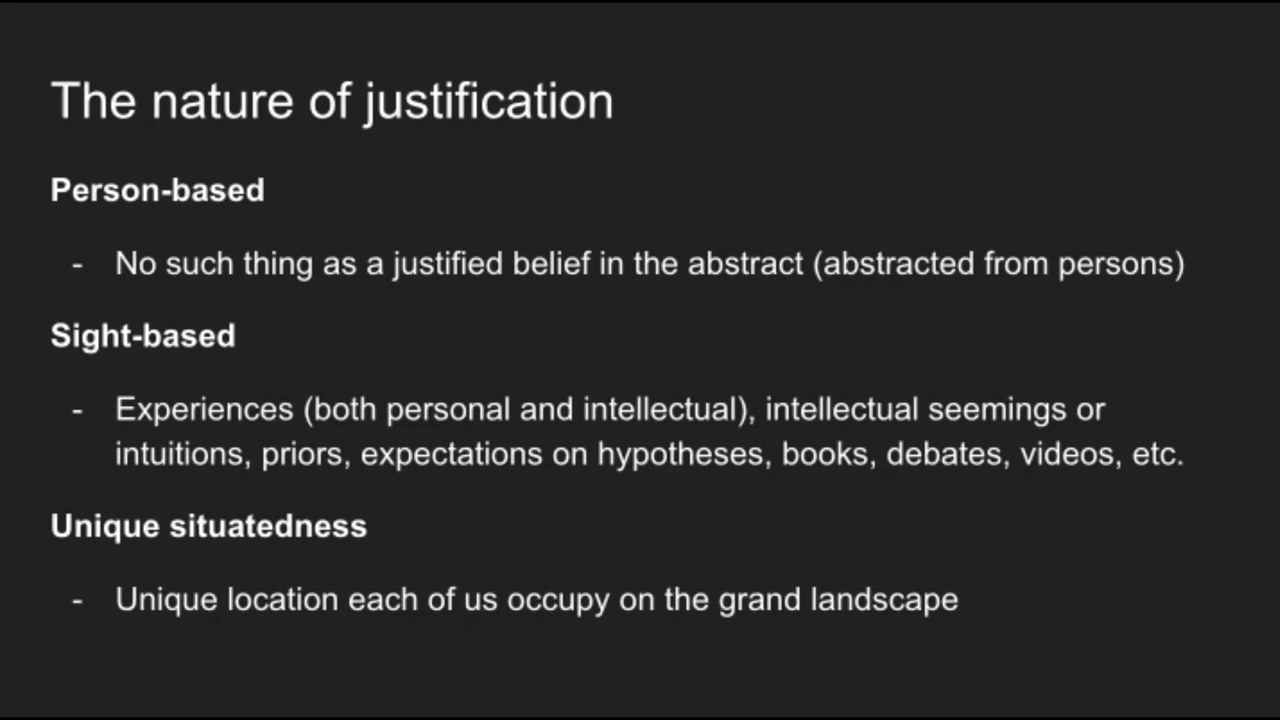 The nature of justification
Person-based
- No such thing as a justified belief in the abstract (abstracted from persons)
Sight-based
- Experiences (both personal and intellectual), intellectual seemings or
intuitions, priors, expectations on hypotheses, books, debates, videos, etc.
Unique situatedness
- Unique location each of us occupy on the grand landscape